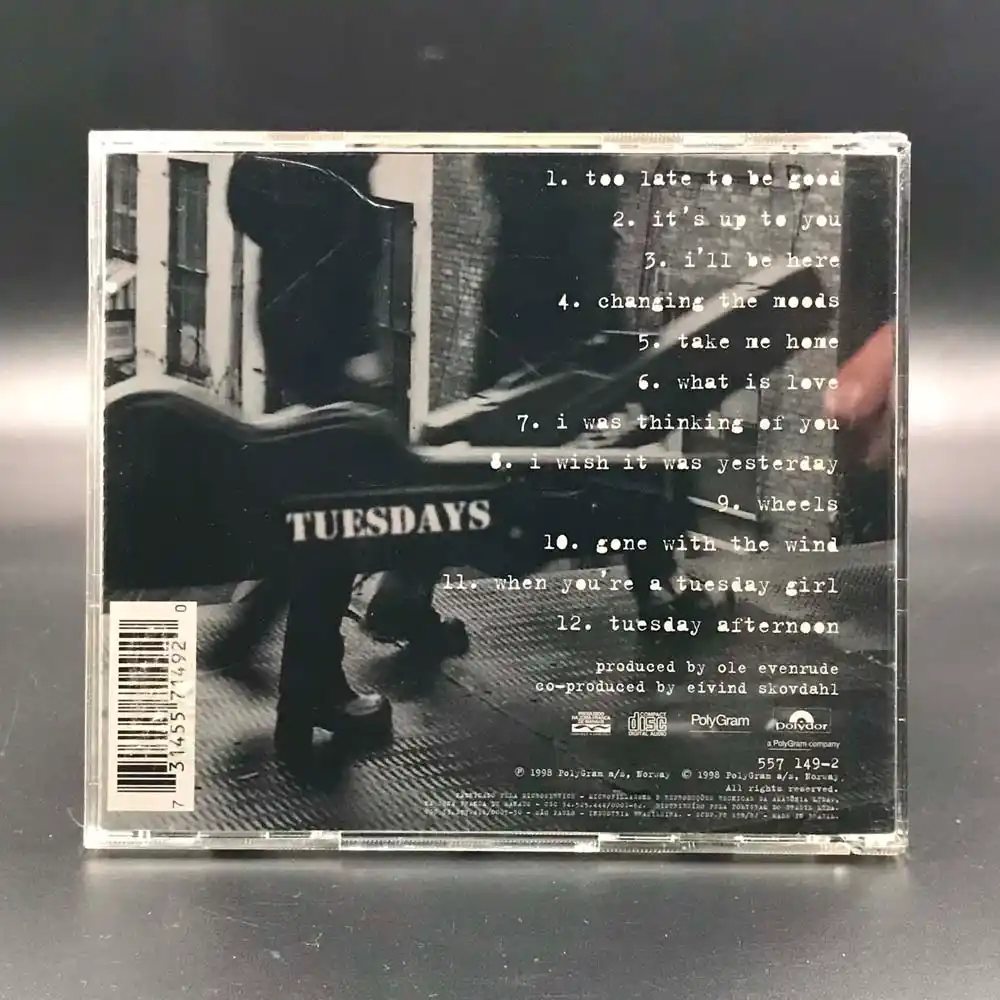 1. too late to be good
2. it's up to you
3. i'll be here
4. changing the moods
5. take me home
6. what is love
7. i was thinking of you
8. i wish it was yesterday
9. wheels
TUESDAYS
10. gone with the wind
11. when you're a tuesday girl
12. tuesday afternoon
produced by ole evenrude
co-produced by eivind skovdahl
COMPACT
disc
DIGITAL AUDIO
PolyGram
polydor
a PolyGram company
557 149-2
℗ 1998 PolyGram a/s, Norway © 1998 PolyGram a/s, Norway.
All rights reserved.
7 31455 71492 0